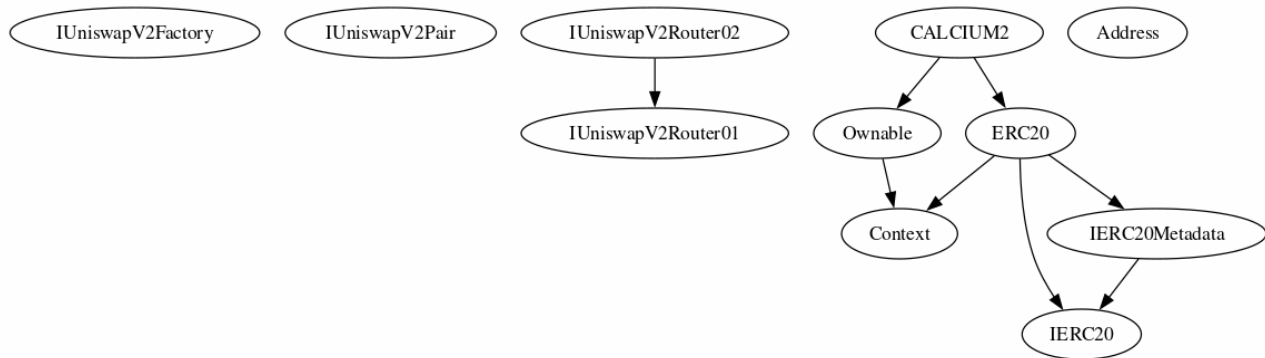 IUniswapV2Factory
IUniswapV2Pair
IUniswapV2Router02
CALCIUM2
Address
IUniswapV2Router01
Ownable
ERC20
Context
IERC20Metadata
IERC20